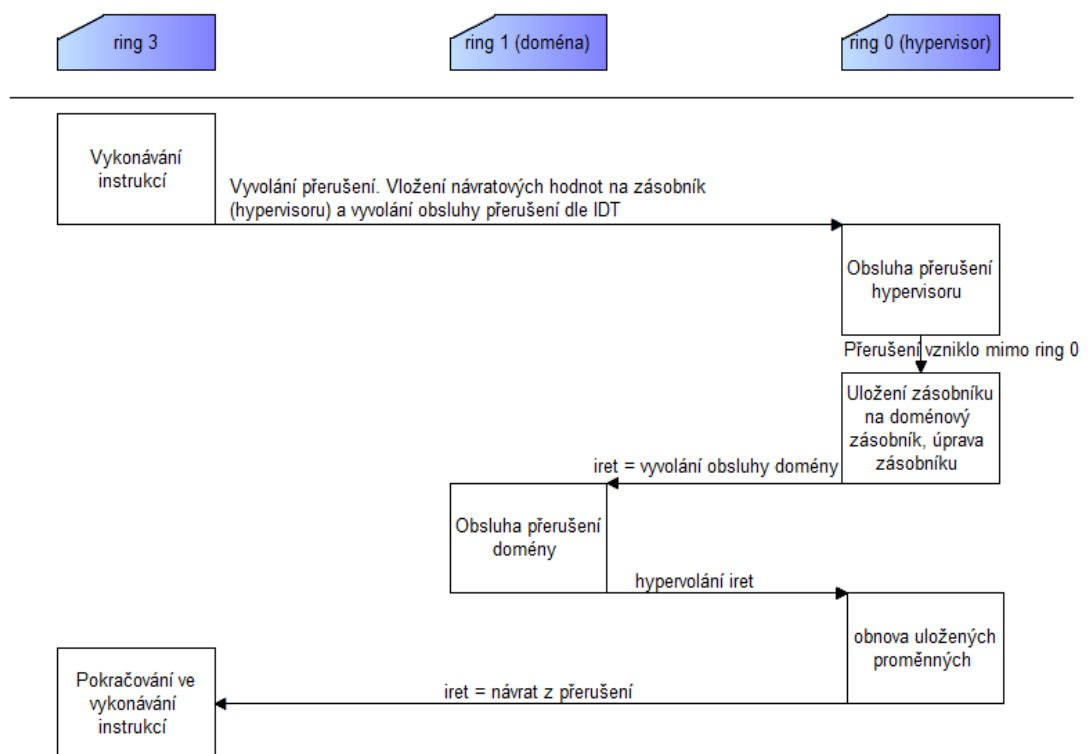 ring 3
ring 1 (doména)
ring 0 (hypervisor)
Vykonávání
instrukcí
Vyvolání přerušení. Vložení návratových hodnot na zásobník
(hypervisoru) a vyvolání obsluhy přerušení dle IDT
Obsluha přerušení
hypervisoru
Přerušení vzniklo mimo ring 0
Uložení zásobníku
na doménový
zásobník, úprava
zásobníku
iret = vyvolání obsluhy domény
Obsluha přerušení
domény
hypervolání iret
obnova uložených
proměnných
iret = návrat z přerušení
Pokračování ve
vykonávání
instrukcí